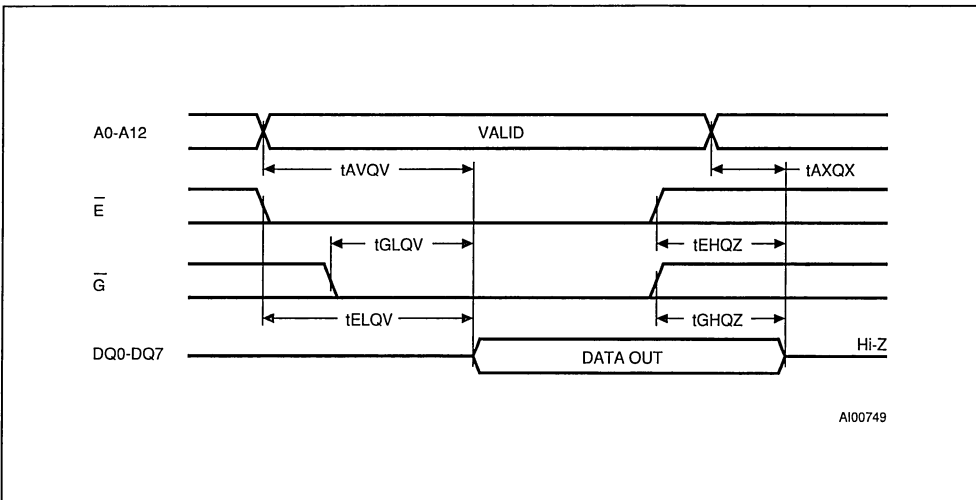 A0-A12
VALID
tAVQV
tAXQX
E
tGLQV
tEHQZ
G
tELQV
tGHQZ
DQ0-DQ7
DATA OUT
Hi-Z
AI00749